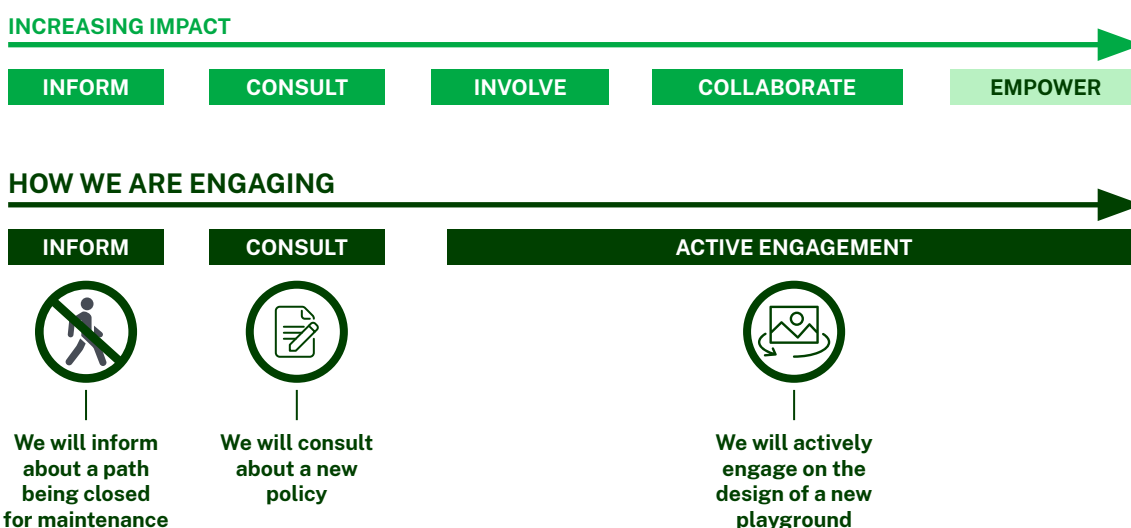 INCREASING IMPACT
INFORM
CONSULT
INVOLVE
COLLABORATE
EMPOWER
HOW WE ARE ENGAGING
INFORM
CONSULT
ACTIVE ENGAGEMENT
We will inform
about a path
being closed
for maintenance
We will consult
about a new
policy
We will actively
engage on the
design of a new
playground